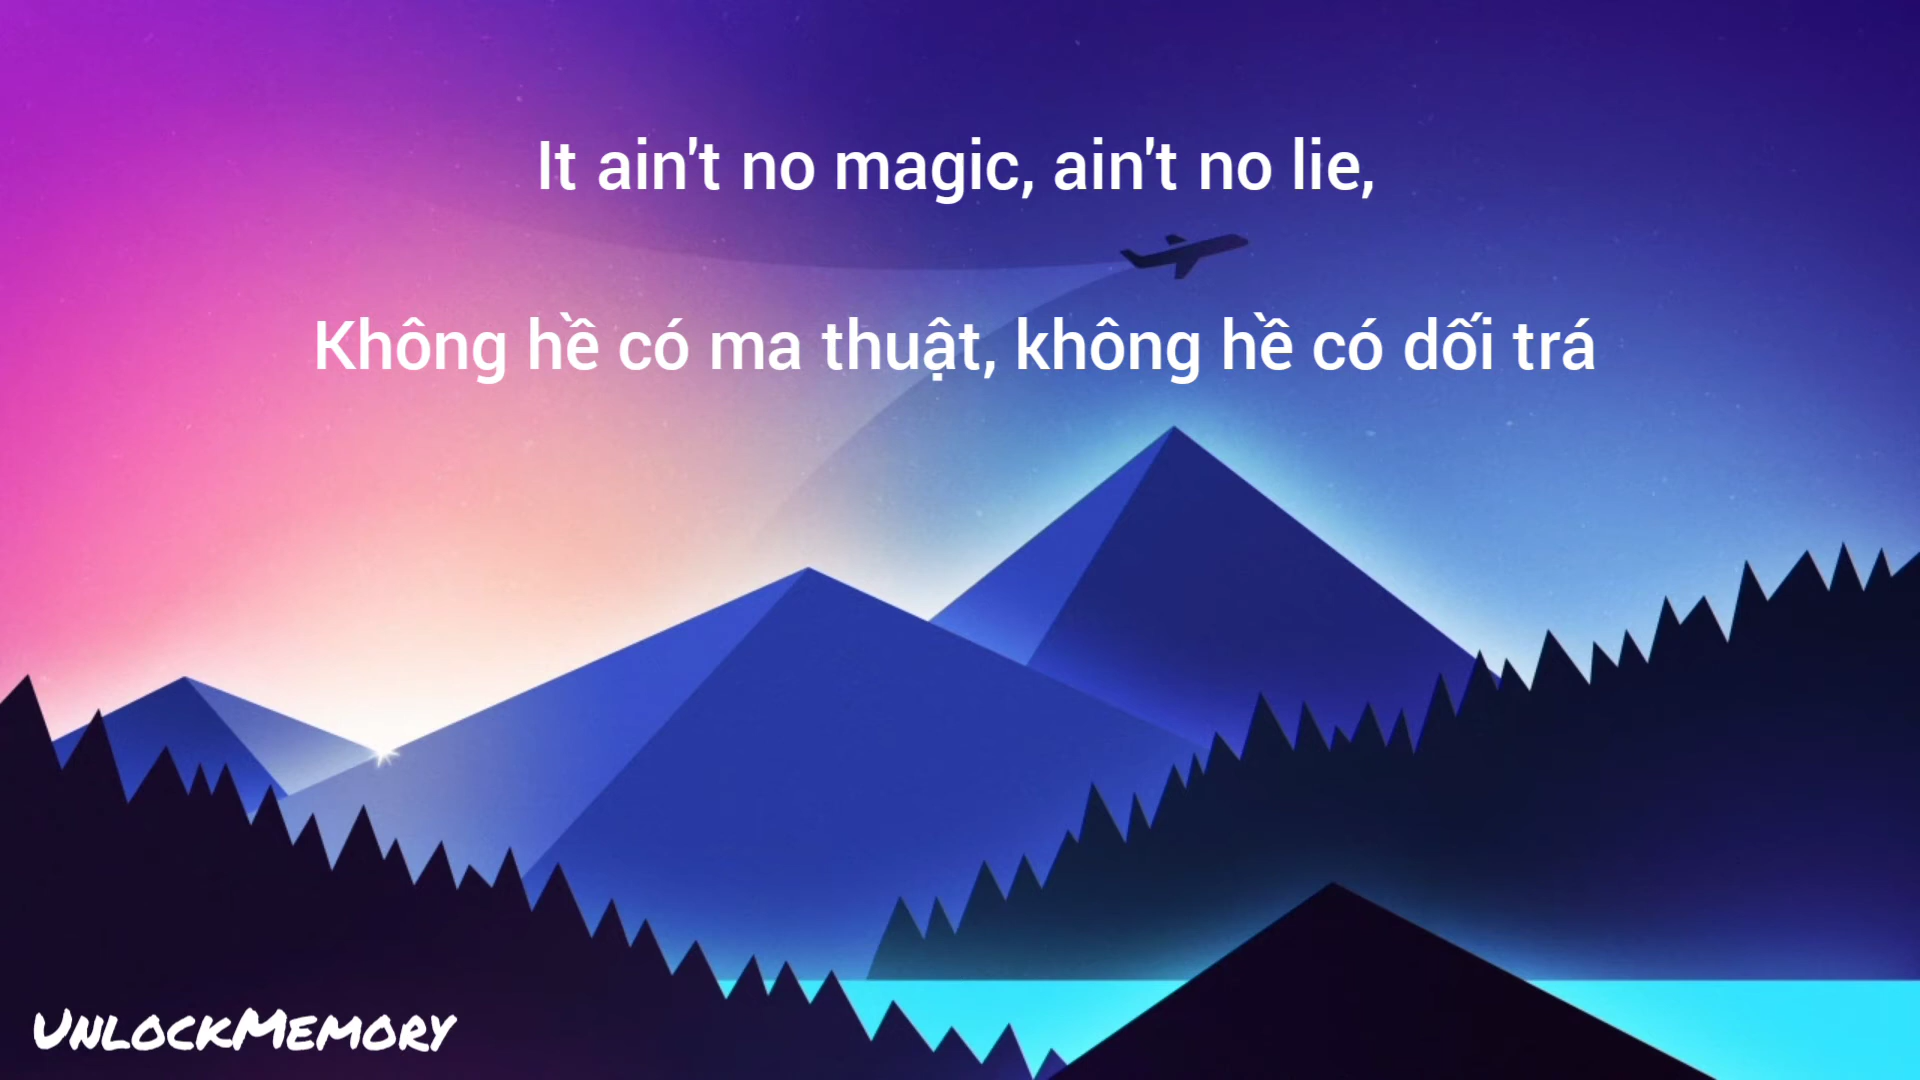 It ain't no magic, ain't no lie,
Không hề có ma thuật, không hề có dối trá
UnlockMemory